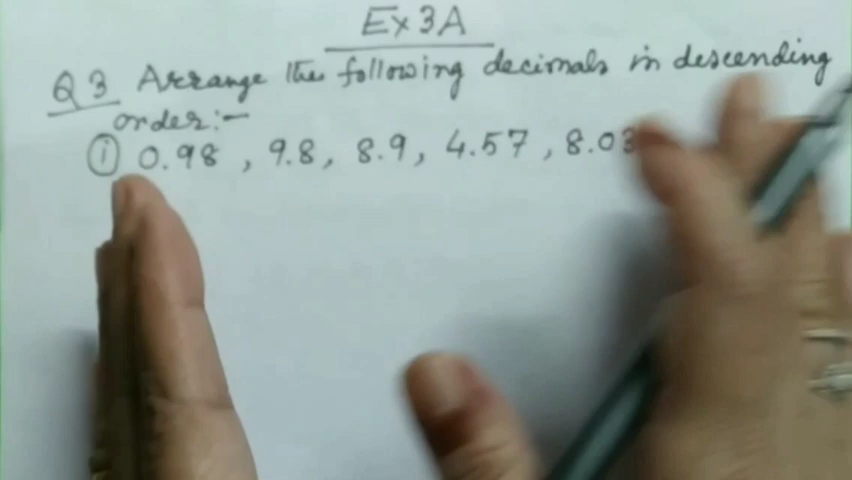 Ex 3A
Q 3 Arrange the following decimals in descending
order:-
① 0.98, 9.8, 8.9, 4.57, 8.03